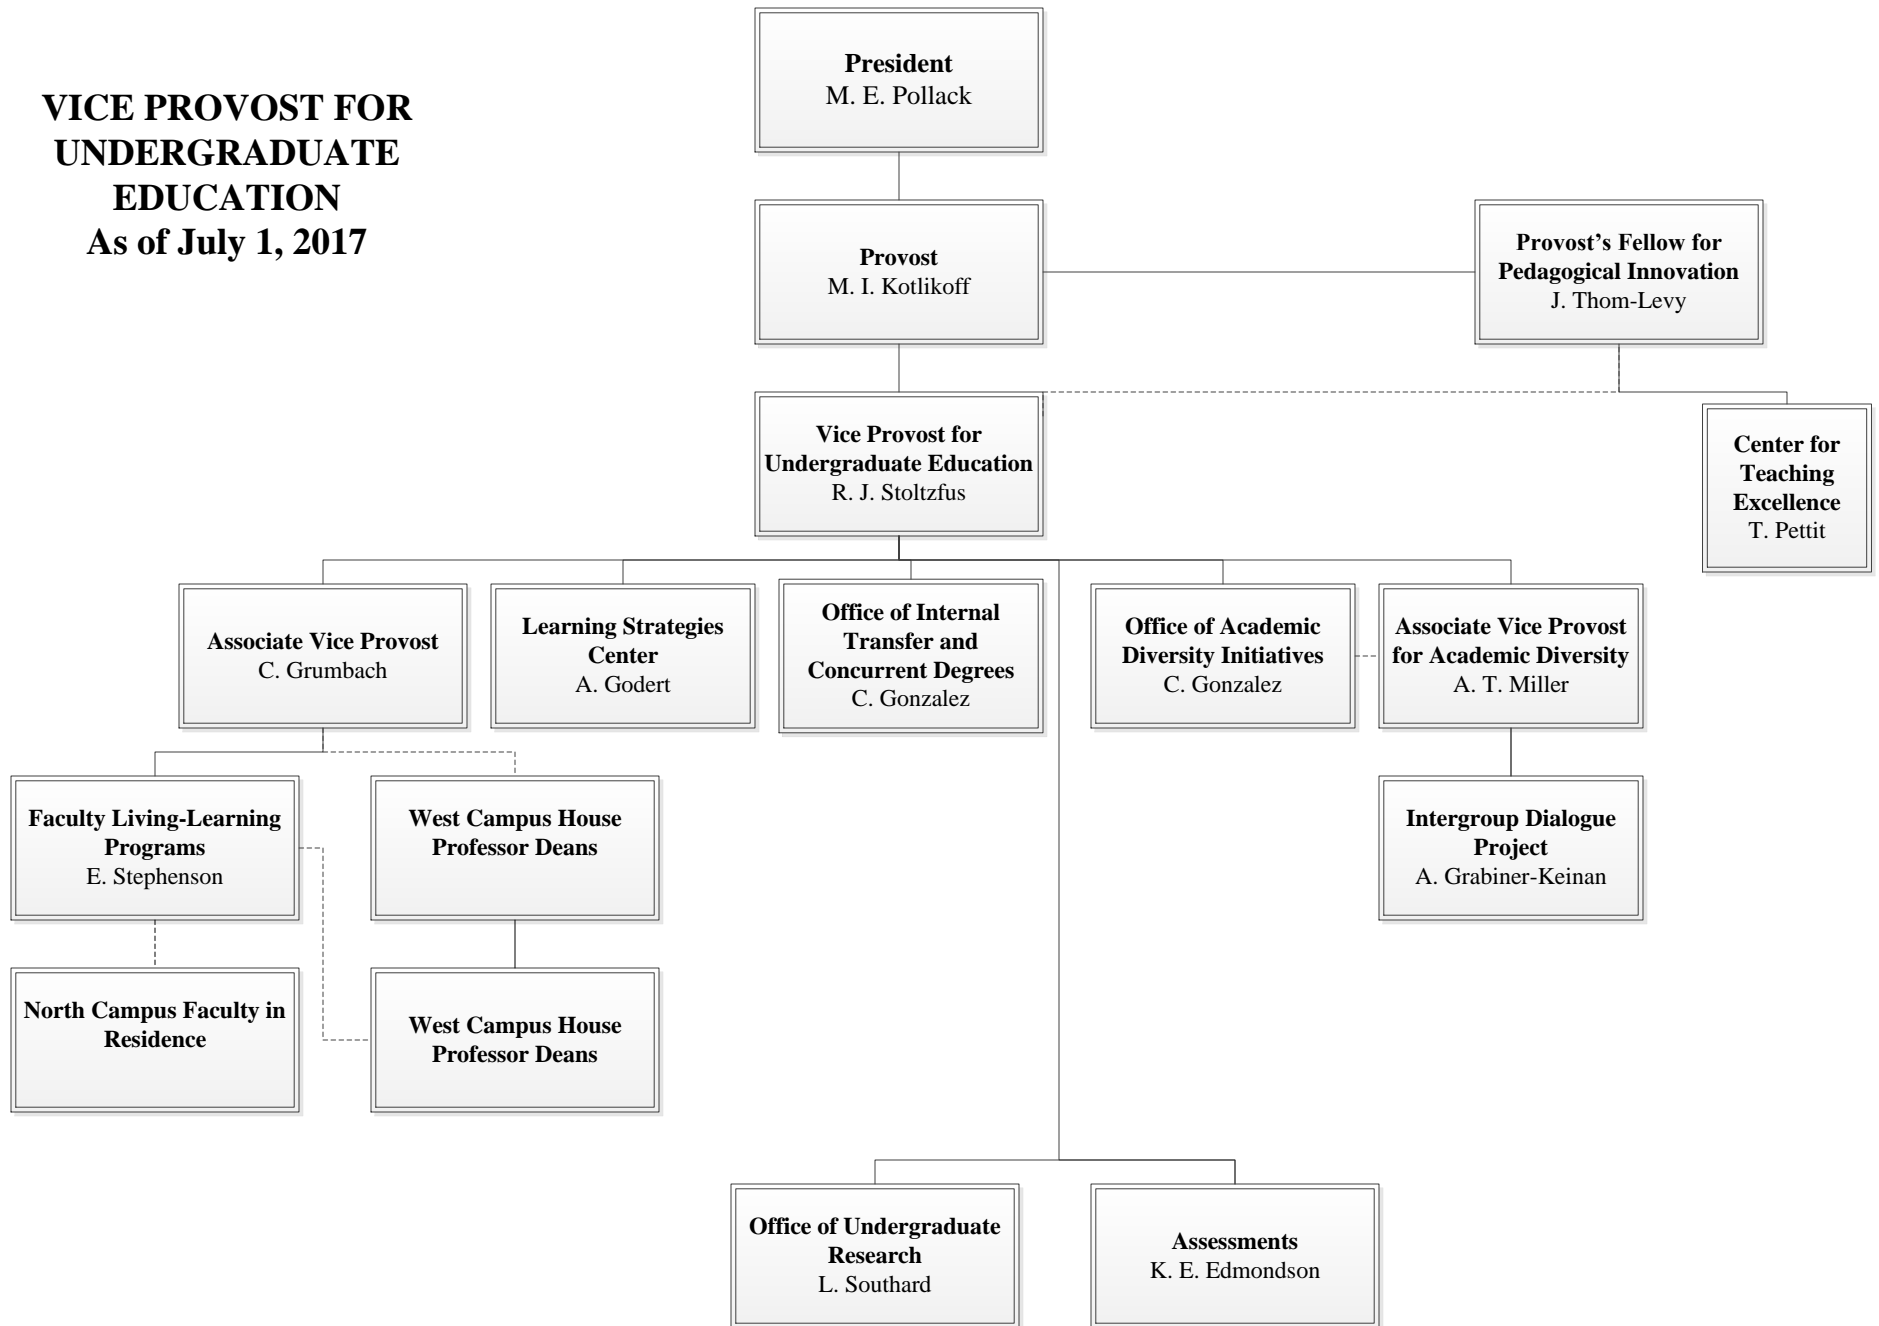 VICE PROVOST FOR
UNDERGRADUATE
EDUCATION
As of July 1, 2017
President
M. E. Pollack
Provost
M. I. Kotlikoff
Provost’s Fellow for
Pedagogical Innovation
J. Thom-Levy
Vice Provost for
Undergraduate Education
R. J. Stoltzfus
Center for
Teaching
Excellence
T. Pettit
Associate Vice Provost
C. Grumbach
Learning Strategies
Center
A. Godert
Office of Internal
Transfer and
Concurrent Degrees
C. Gonzalez
Office of Academic
Diversity Initiatives
C. Gonzalez
Associate Vice Provost
for Academic Diversity
A. T. Miller
Faculty Living-Learning
Programs
E. Stephenson
West Campus House
Professor Deans
Intergroup Dialogue
Project
A. Grabiner-Keinan
North Campus Faculty in
Residence
West Campus House
Professor Deans
Office of Undergraduate
Research
L. Southard
Assessments
K. E. Edmondson